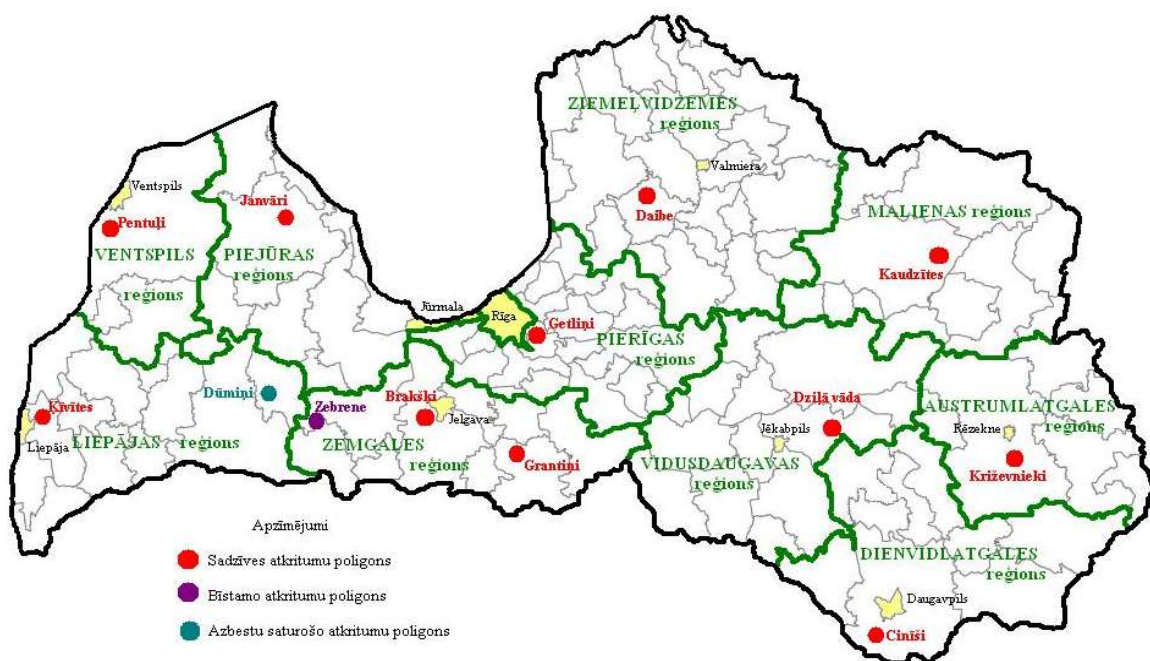 ZIEMEĻVIDZEMES
reģions
Valmiera
Daibe
Ventspils
Pentuļi
VENTSPILS
reģions
Janvāri
PIEJŪRAS
reģions
MALIENAS reģions
Kaudzītes
Jūrmala
Rīga
Getliņi
PIERĪGAS
reģions
Dūmiņi
Ķīvītes
Liepāja
LIEPĀJAS reģions
Zebrene
Brakšķi
Jelgava
ZEMGALES
reģions
Grantiņi
Dziļā vāda
Jēkabpils
VIDUSDAUGAVAS
reģions
AUSTRUMLATGALES
reģions
Rēzekne
Križevnieki
DIENVIDLATGALES
reģions
Daugavpils
Cinīši
Apzīmējumi
Sadzīves atkritumu poligons
Bīstamo atkritumu poligons
Azbestu saturošo atkritumu poligons